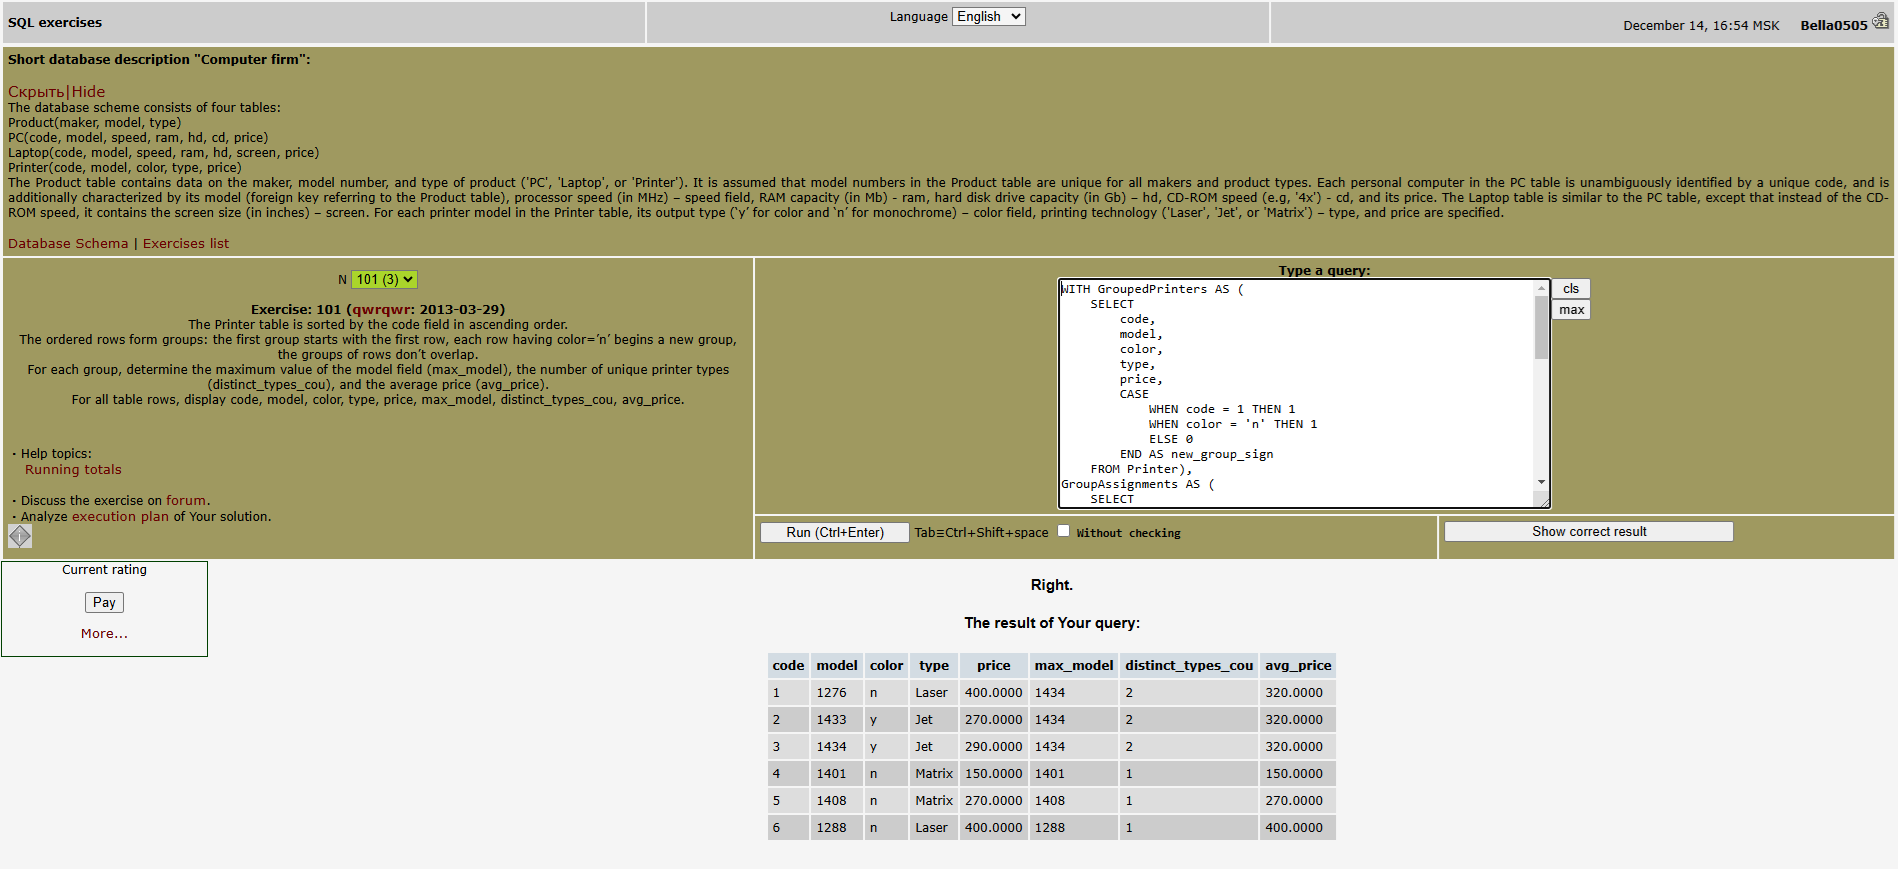 SQL exercises
Language English
December 14, 16:54 MSK Bella0505
Short database description "Computer firm":
Скрыть|Hide
The database scheme consists of four tables:
Product(maker, model, type)
PC(code, model, speed, ram, hd, cd, price)
Laptop(code, model, speed, ram, hd, screen, price)
Printer(code, model, color, type, price)
The Product table contains data on the maker, model number, and type of product ('PC', 'Laptop', or 'Printer'). It is assumed that model numbers in the Product table are unique for all makers and product types. Each personal computer in the PC table is unambiguously identified by a unique code, and is
additionally characterized by its model (foreign key referring to the Product table), processor speed (in MHz) – speed field, RAM capacity (in Mb) - ram, hard disk drive capacity (in Gb) – hd, CD-ROM speed (e.g, '4x') - cd, and its price. The Laptop table is similar to the PC table, except that instead of the CD-
ROM speed, it contains the screen size (in inches) – screen. For each printer model in the Printer table, its output type (‘y’ for color and ‘n’ for monochrome) – color field, printing technology ('Laser', 'Jet', or 'Matrix') – type, and price are specified.
Database Schema | Exercises list
N 101 (3)
Exercise: 101 (qwrqwr: 2013-03-29)
The Printer table is sorted by the code field in ascending order.
The ordered rows form groups: the first group starts with the first row, each row having color=’n’ begins a new group,
the groups of rows don’t overlap.
For each group, determine the maximum value of the model field (max_model), the number of unique printer types
(distinct_types_cou), and the average price (avg_price).
For all table rows, display code, model, color, type, price, max_model, distinct_types_cou, avg_price.
· Help topics:
Running totals
· Discuss the exercise on forum.
· Analyze execution plan of Your solution.
Type a query:
WITH GroupedPrinters AS (
SELECT
code,
model,
color,
type,
price,
CASE
WHEN code = 1 THEN 1
WHEN color = 'n' THEN 1
ELSE 0
END AS new_group_sign
FROM Printer),
GroupAssignments AS (
SELECT
cls
max
Run (Ctrl+Enter) Tab≡Ctrl+Shift+space Without checking
Show correct result
Current rating
Pay
More...
Right.
The result of Your query:
code model color type price max_model distinct_types_cou avg_price
1 1276 n Laser 400.0000 1434 2 320.0000
2 1433 y Jet 270.0000 1434 2 320.0000
3 1434 y Jet 290.0000 1434 2 320.0000
4 1401 n Matrix 150.0000 1401 1 150.0000
5 1408 n Matrix 270.0000 1408 1 270.0000
6 1288 n Laser 400.0000 1288 1 400.0000